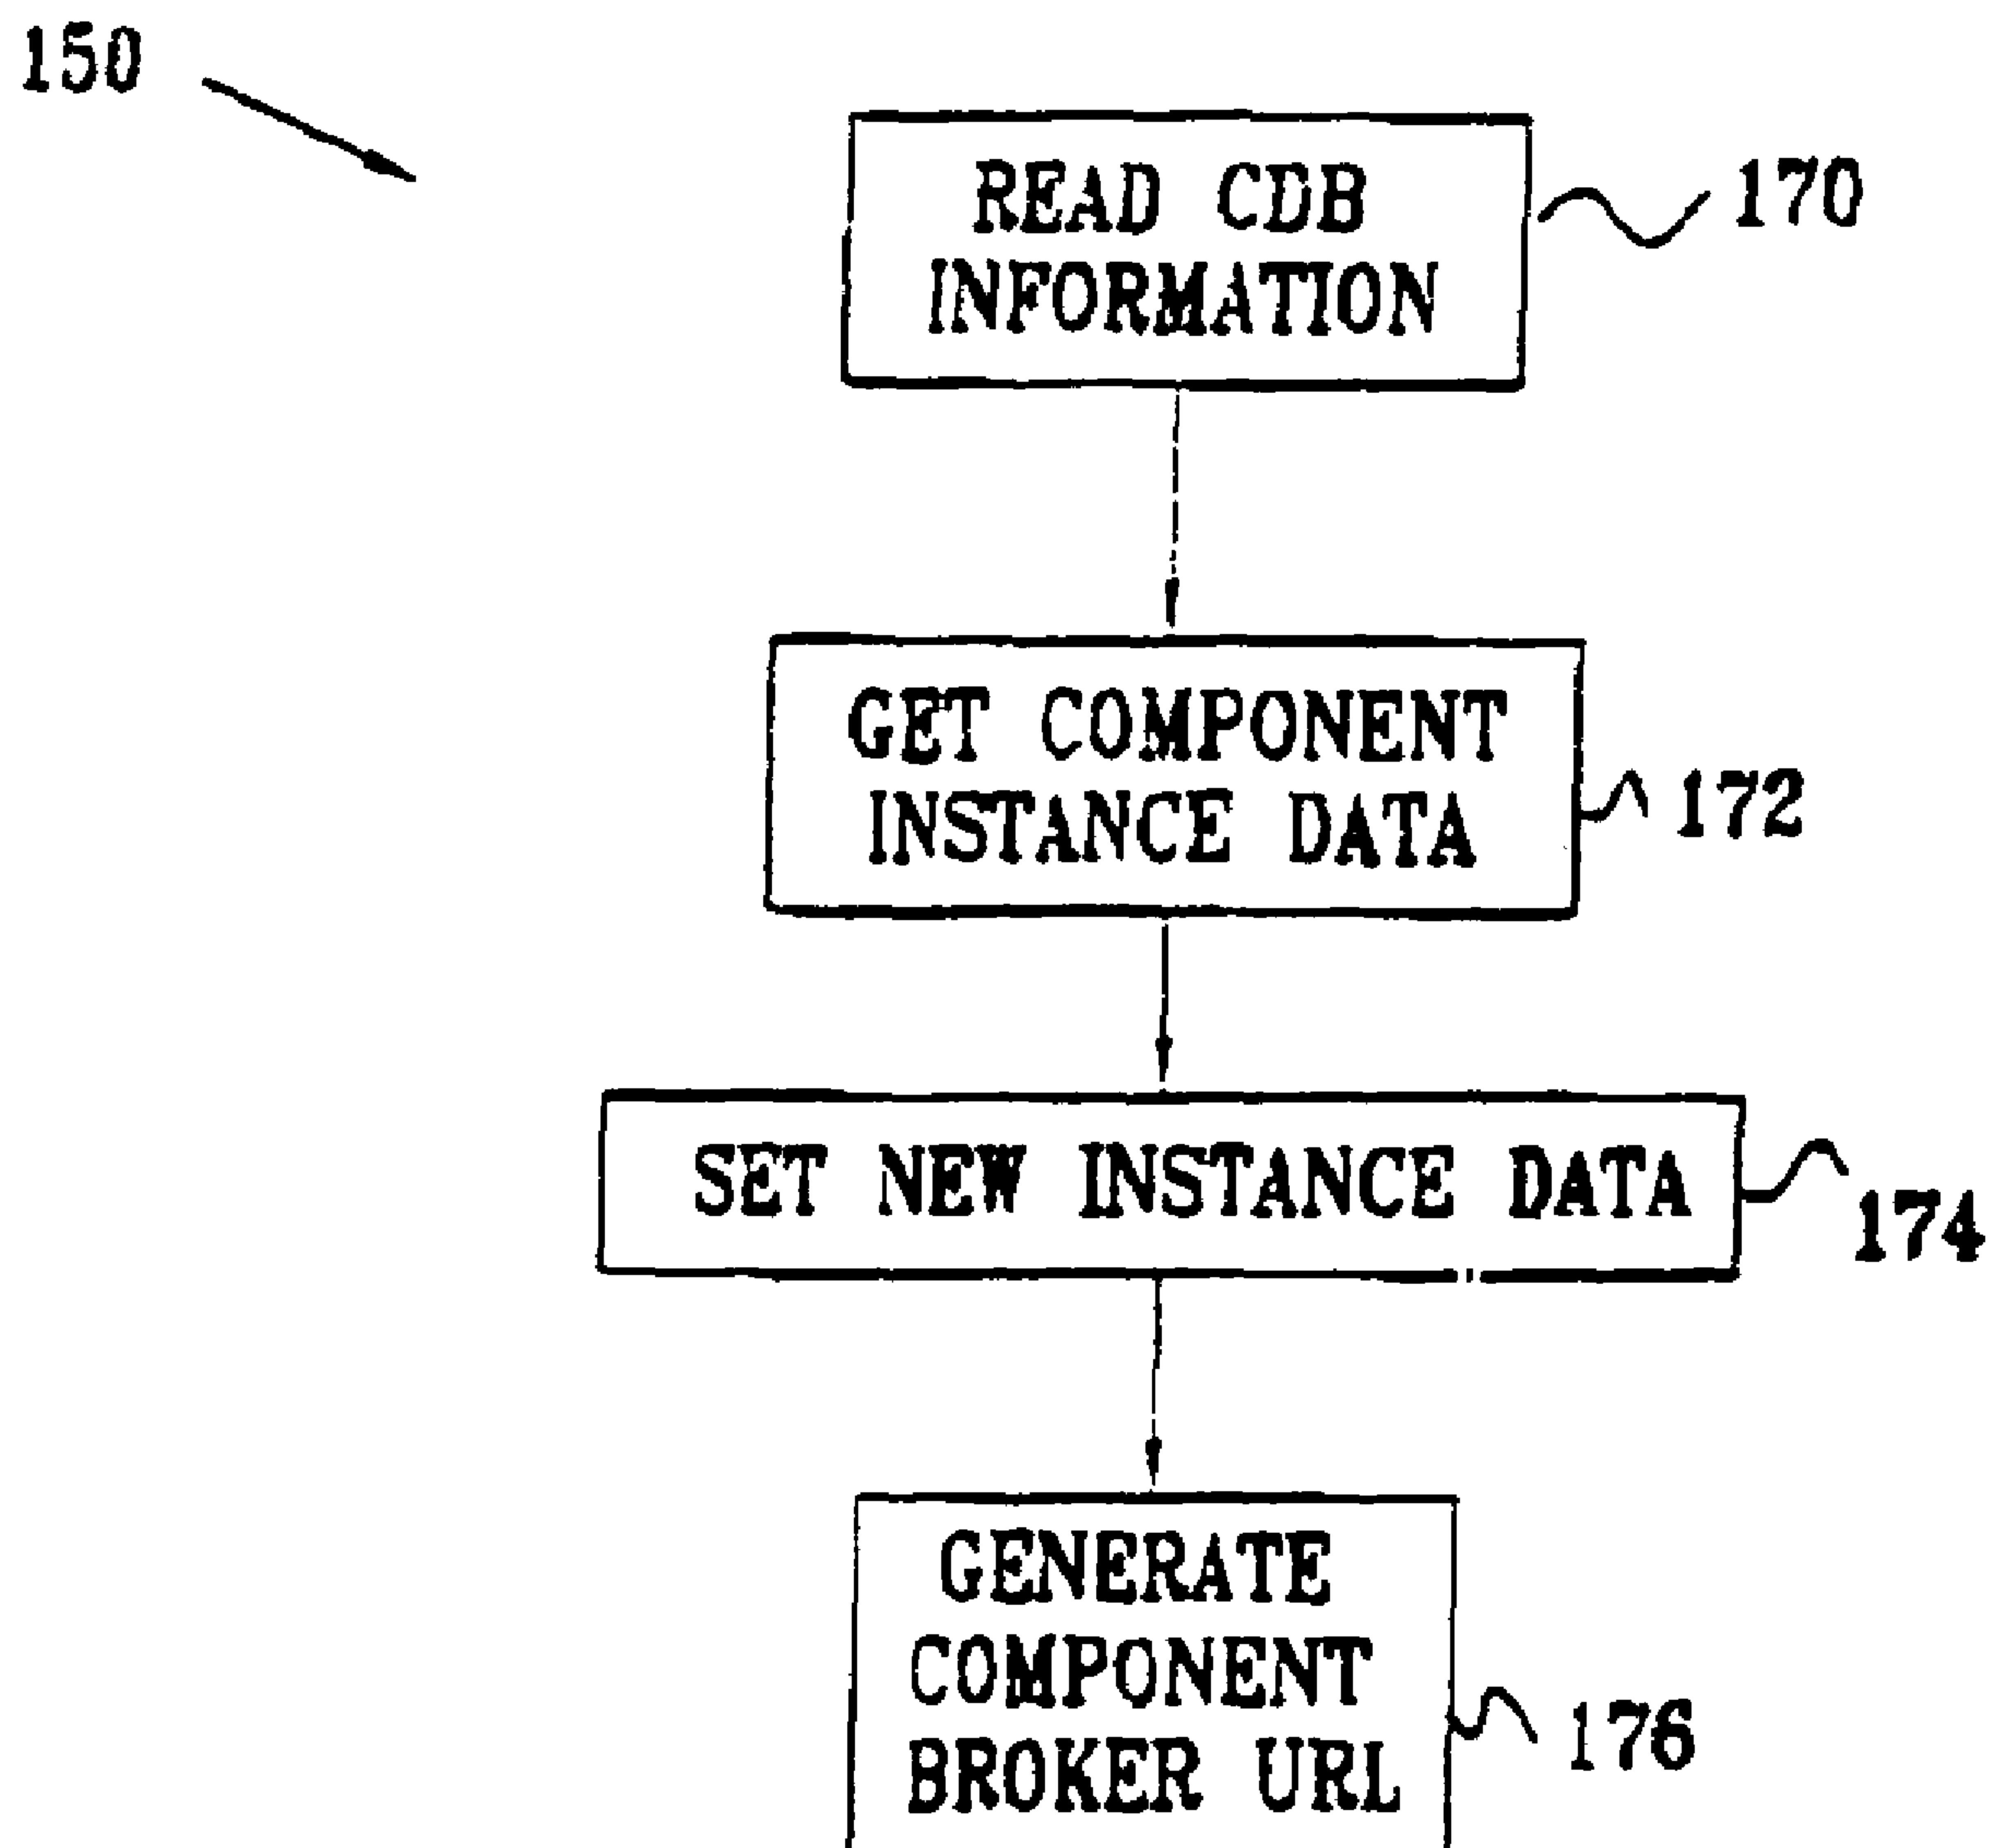 150
READ CDB
INFORMATION
170
GET COMPONENT
INSTANCE DATA
172
SET NEW INSTANCE DATA
174
GENERATE
COMPONENT
BROKER URL
176